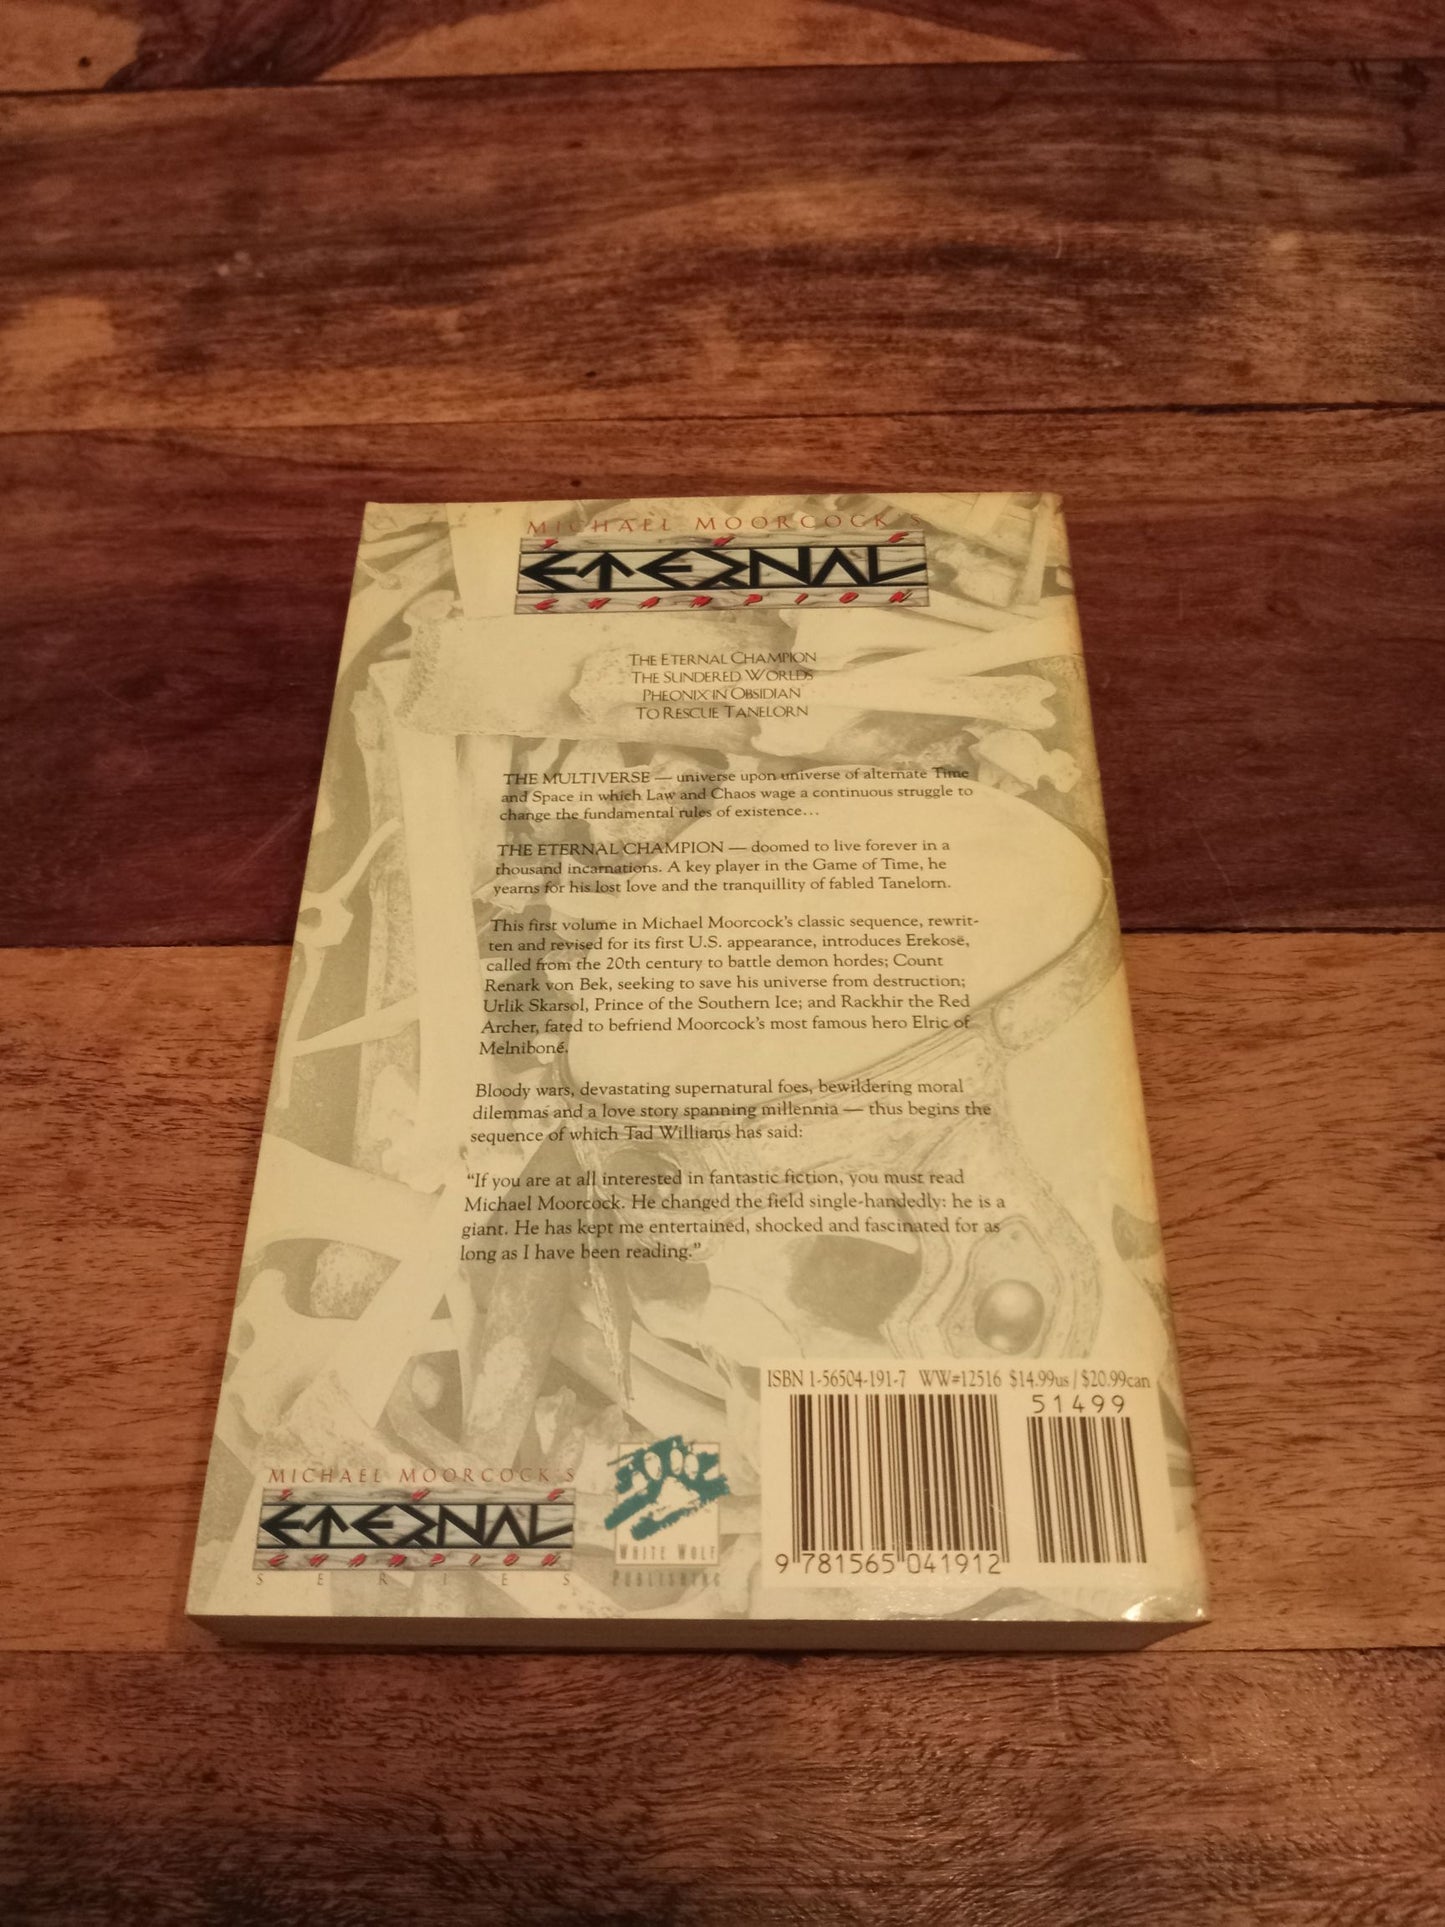 MICHAEL MOORCOCK'S
THE
ETERNAL
CHAMPION
THE ETERNAL CHAMPION
THE SUNDERED WORLDS
PHEONIX IN OBSIDIAN
TO RESCUE TANELORN
THE MULTIVERSE — universe upon universe of alternate Time
and Space in which Law and Chaos wage a continuous struggle to
change the fundamental rules of existence...
THE ETERNAL CHAMPION — doomed to live forever in a
thousand incarnations. A key player in the Game of Time, he
yearns for his lost love and the tranquillity of fabled Tanelorn.
This first volume in Michael Moorcock's classic sequence, rewrit-
ten and revised for its first U.S. appearance, introduces Erekosë,
called from the 20th century to battle demon hordes; Count
Renark von Bek, seeking to save his universe from destruction;
Urlik Skarsol, Prince of the Southern Ice; and Rackhir the Red
Archer, fated to befriend Moorcock's most famous hero Elric of
Melniboné.
Bloody wars, devastating supernatural foes, bewildering moral
dilemmas and a love story spanning millennia — thus begins the
sequence of which Tad Williams has said:
"If you are at all interested in fantastic fiction, you must read
Michael Moorcock. He changed the field single-handedly: he is a
giant. He has kept me entertained, shocked and fascinated for as
long as I have been reading."
ISBN 1-56504-191-7 WW#12516 $14.99us / $20.99can
51499
9 781565 041912
MICHAEL MOORCOCK'S
THE
ETERNAL
CHAMPION
SERIES
WHITE WOLF
PUBLISHING